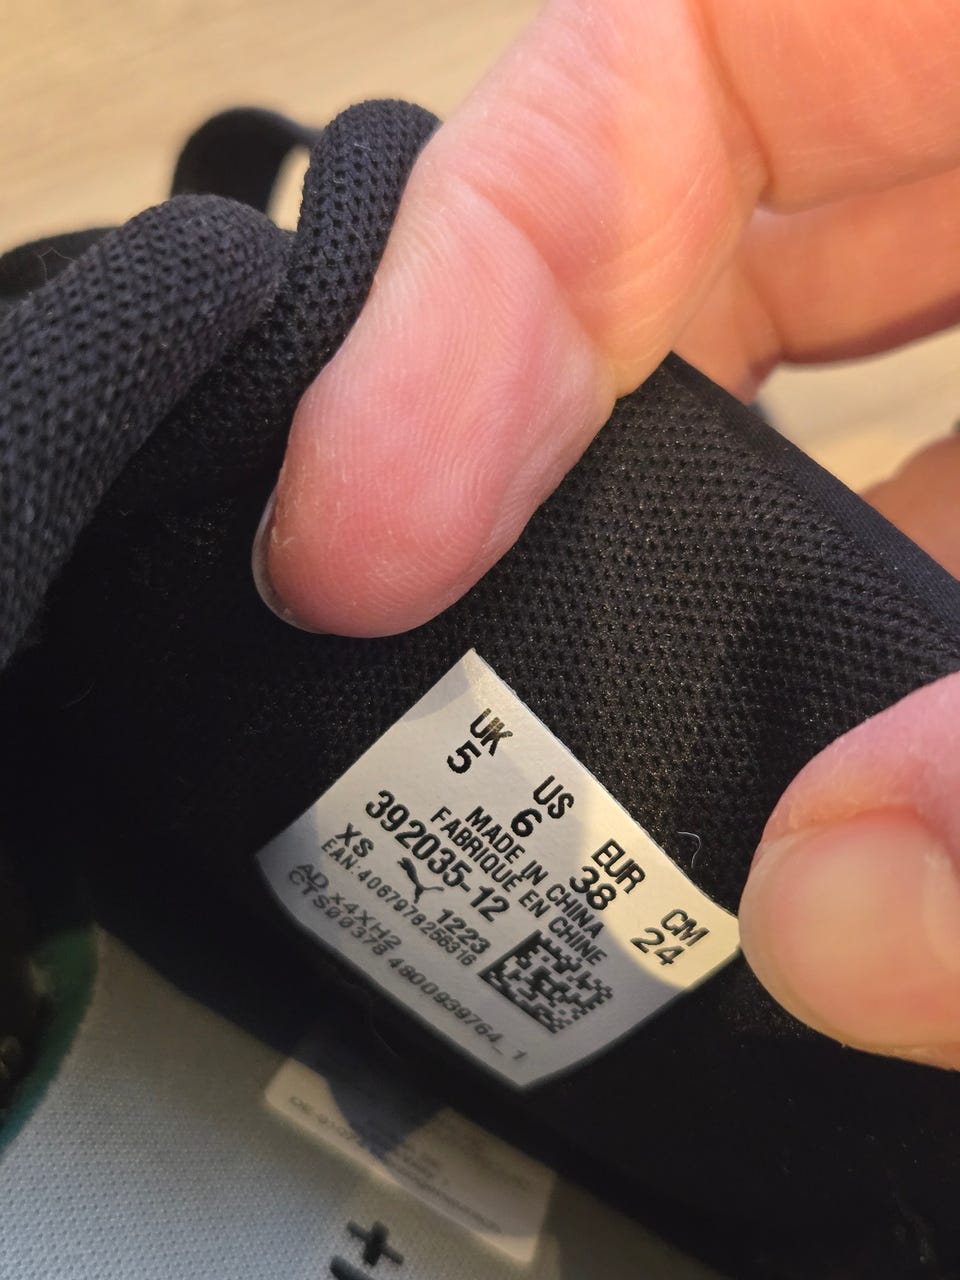 UK US EUR CM
5 6 38 24
MADE IN CHINA
FABRIQUE EN CHINE
392035-12
XS 1223
EAN:4067978256316
AD x4XH2
CTS00378 4800939764_1